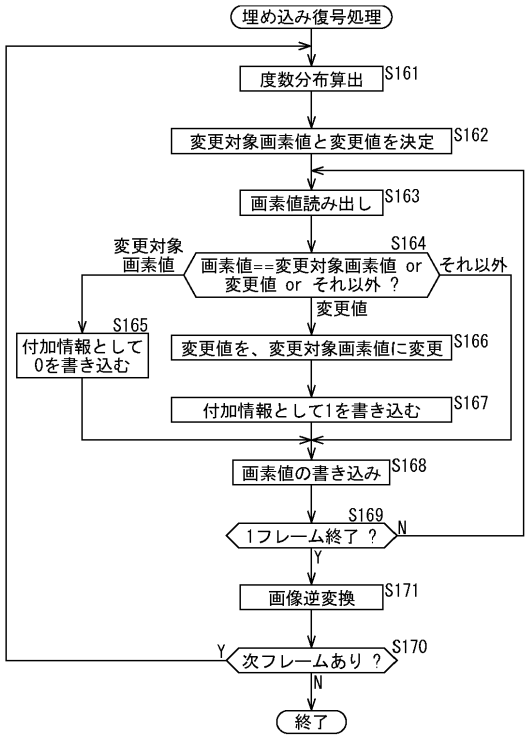 埋め込み復号処理
度数分布算出
S161
変更対象画素値と変更値を決定
S162
画素値読み出し
S163
S164
画素値==変更対象画素値 or
変更値 or それ以外 ?
変更対象
画素値
それ以外
変更値
S165
付加情報として
0を書き込む
変更値を、変更対象画素値に変更
S166
付加情報として1を書き込む
S167
画素値の書き込み
S168
S169
1フレーム終了 ?
N
Y
画像逆変換
S171
S170
次フレームあり ?
Y
N
終了